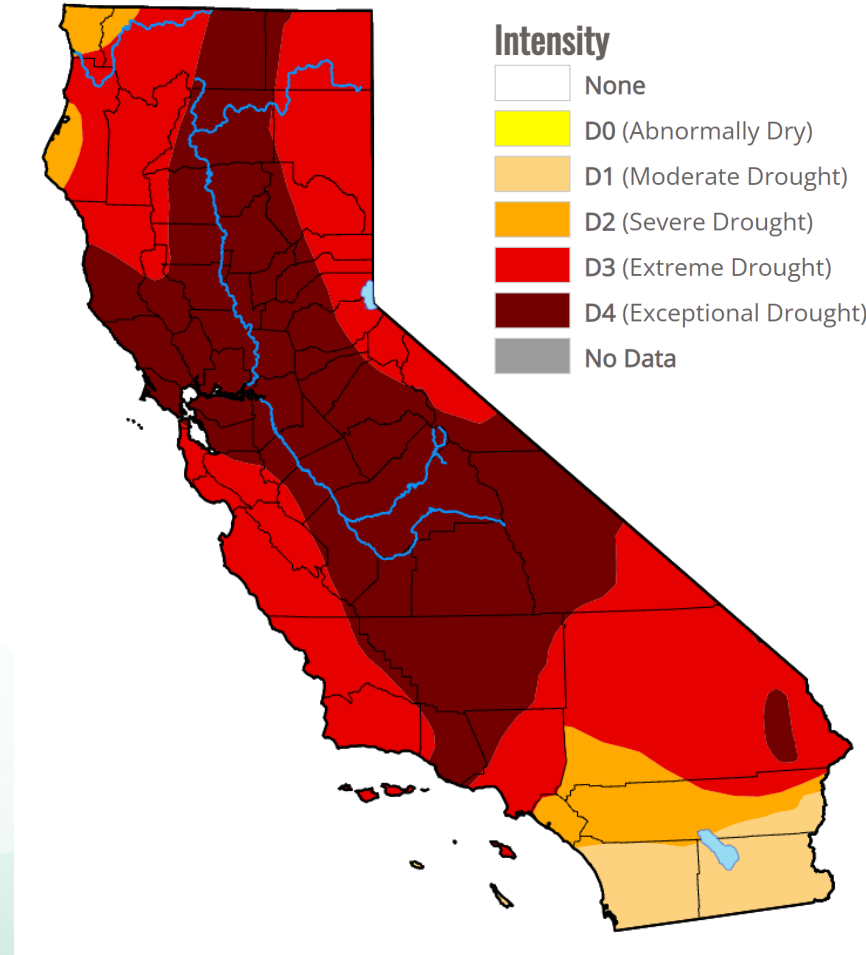 Intensity
None
D0 (Abnormally Dry)
D1 (Moderate Drought)
D2 (Severe Drought)
D3 (Extreme Drought)
D4 (Exceptional Drought)
No Data